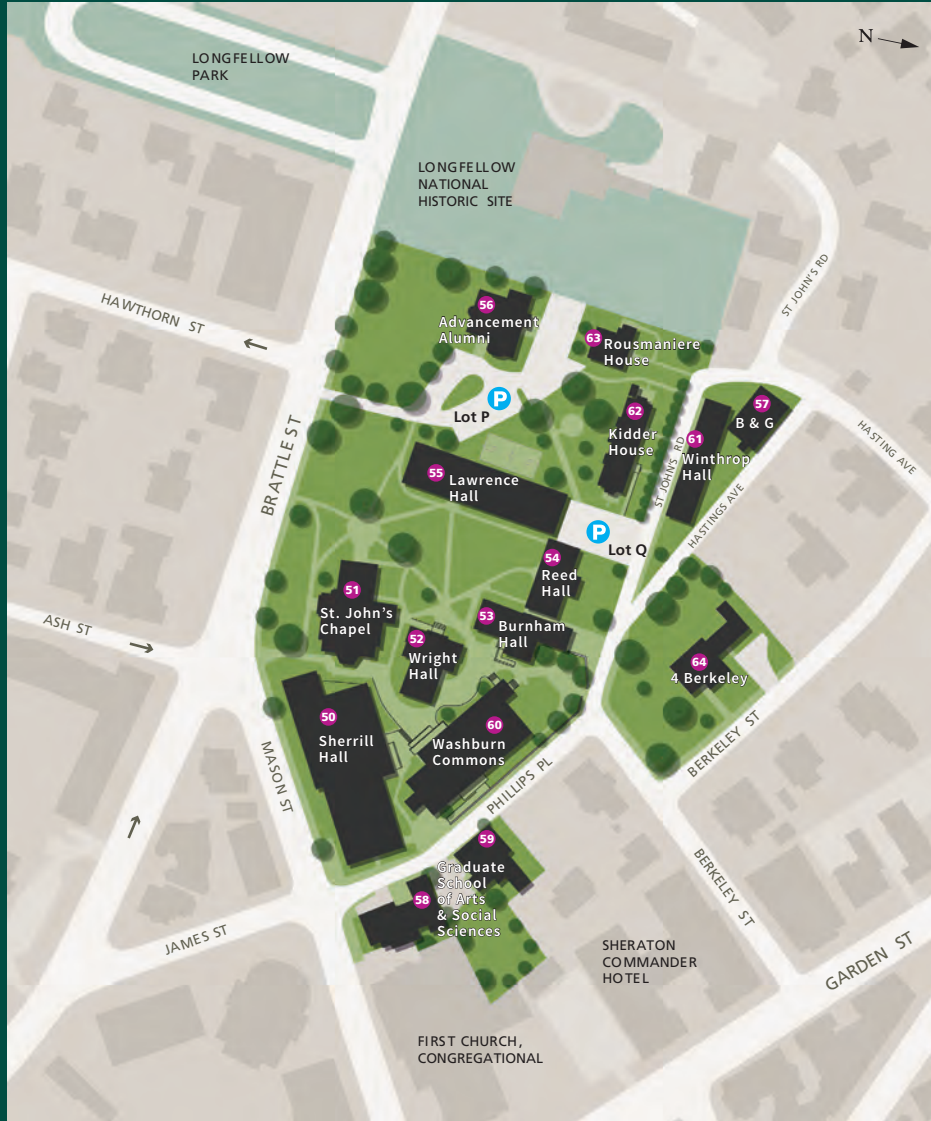 N
LONGFELLOW
PARK
LONGFELLOW
NATIONAL
HISTORIC SITE
ST JOHN'S RD
HAWTHORN ST
56
Advancement
Alumni
63
Rousmaniere
House
P
Lot P
62
Kidder
House
57
B & G
61
Winthrop
Hall
HASTING AVE
BRATTLE ST
55
Lawrence
Hall
ST JOHN'S RD
HASTINGS AVE
P
Lot Q
54
Reed
Hall
51
St. John's
Chapel
53
Burnham
Hall
52
Wright
Hall
ASH ST
64
4 Berkeley
50
Sherrill
Hall
60
Washburn
Commons
BERKELEY ST
MASON ST
PHILLIPS PL
59
Graduate
School
of Arts
& Social
Sciences
58
BERKELEY ST
JAMES ST
SHERATON
COMMANDER
HOTEL
GARDEN ST
FIRST CHURCH,
CONGREGATIONAL